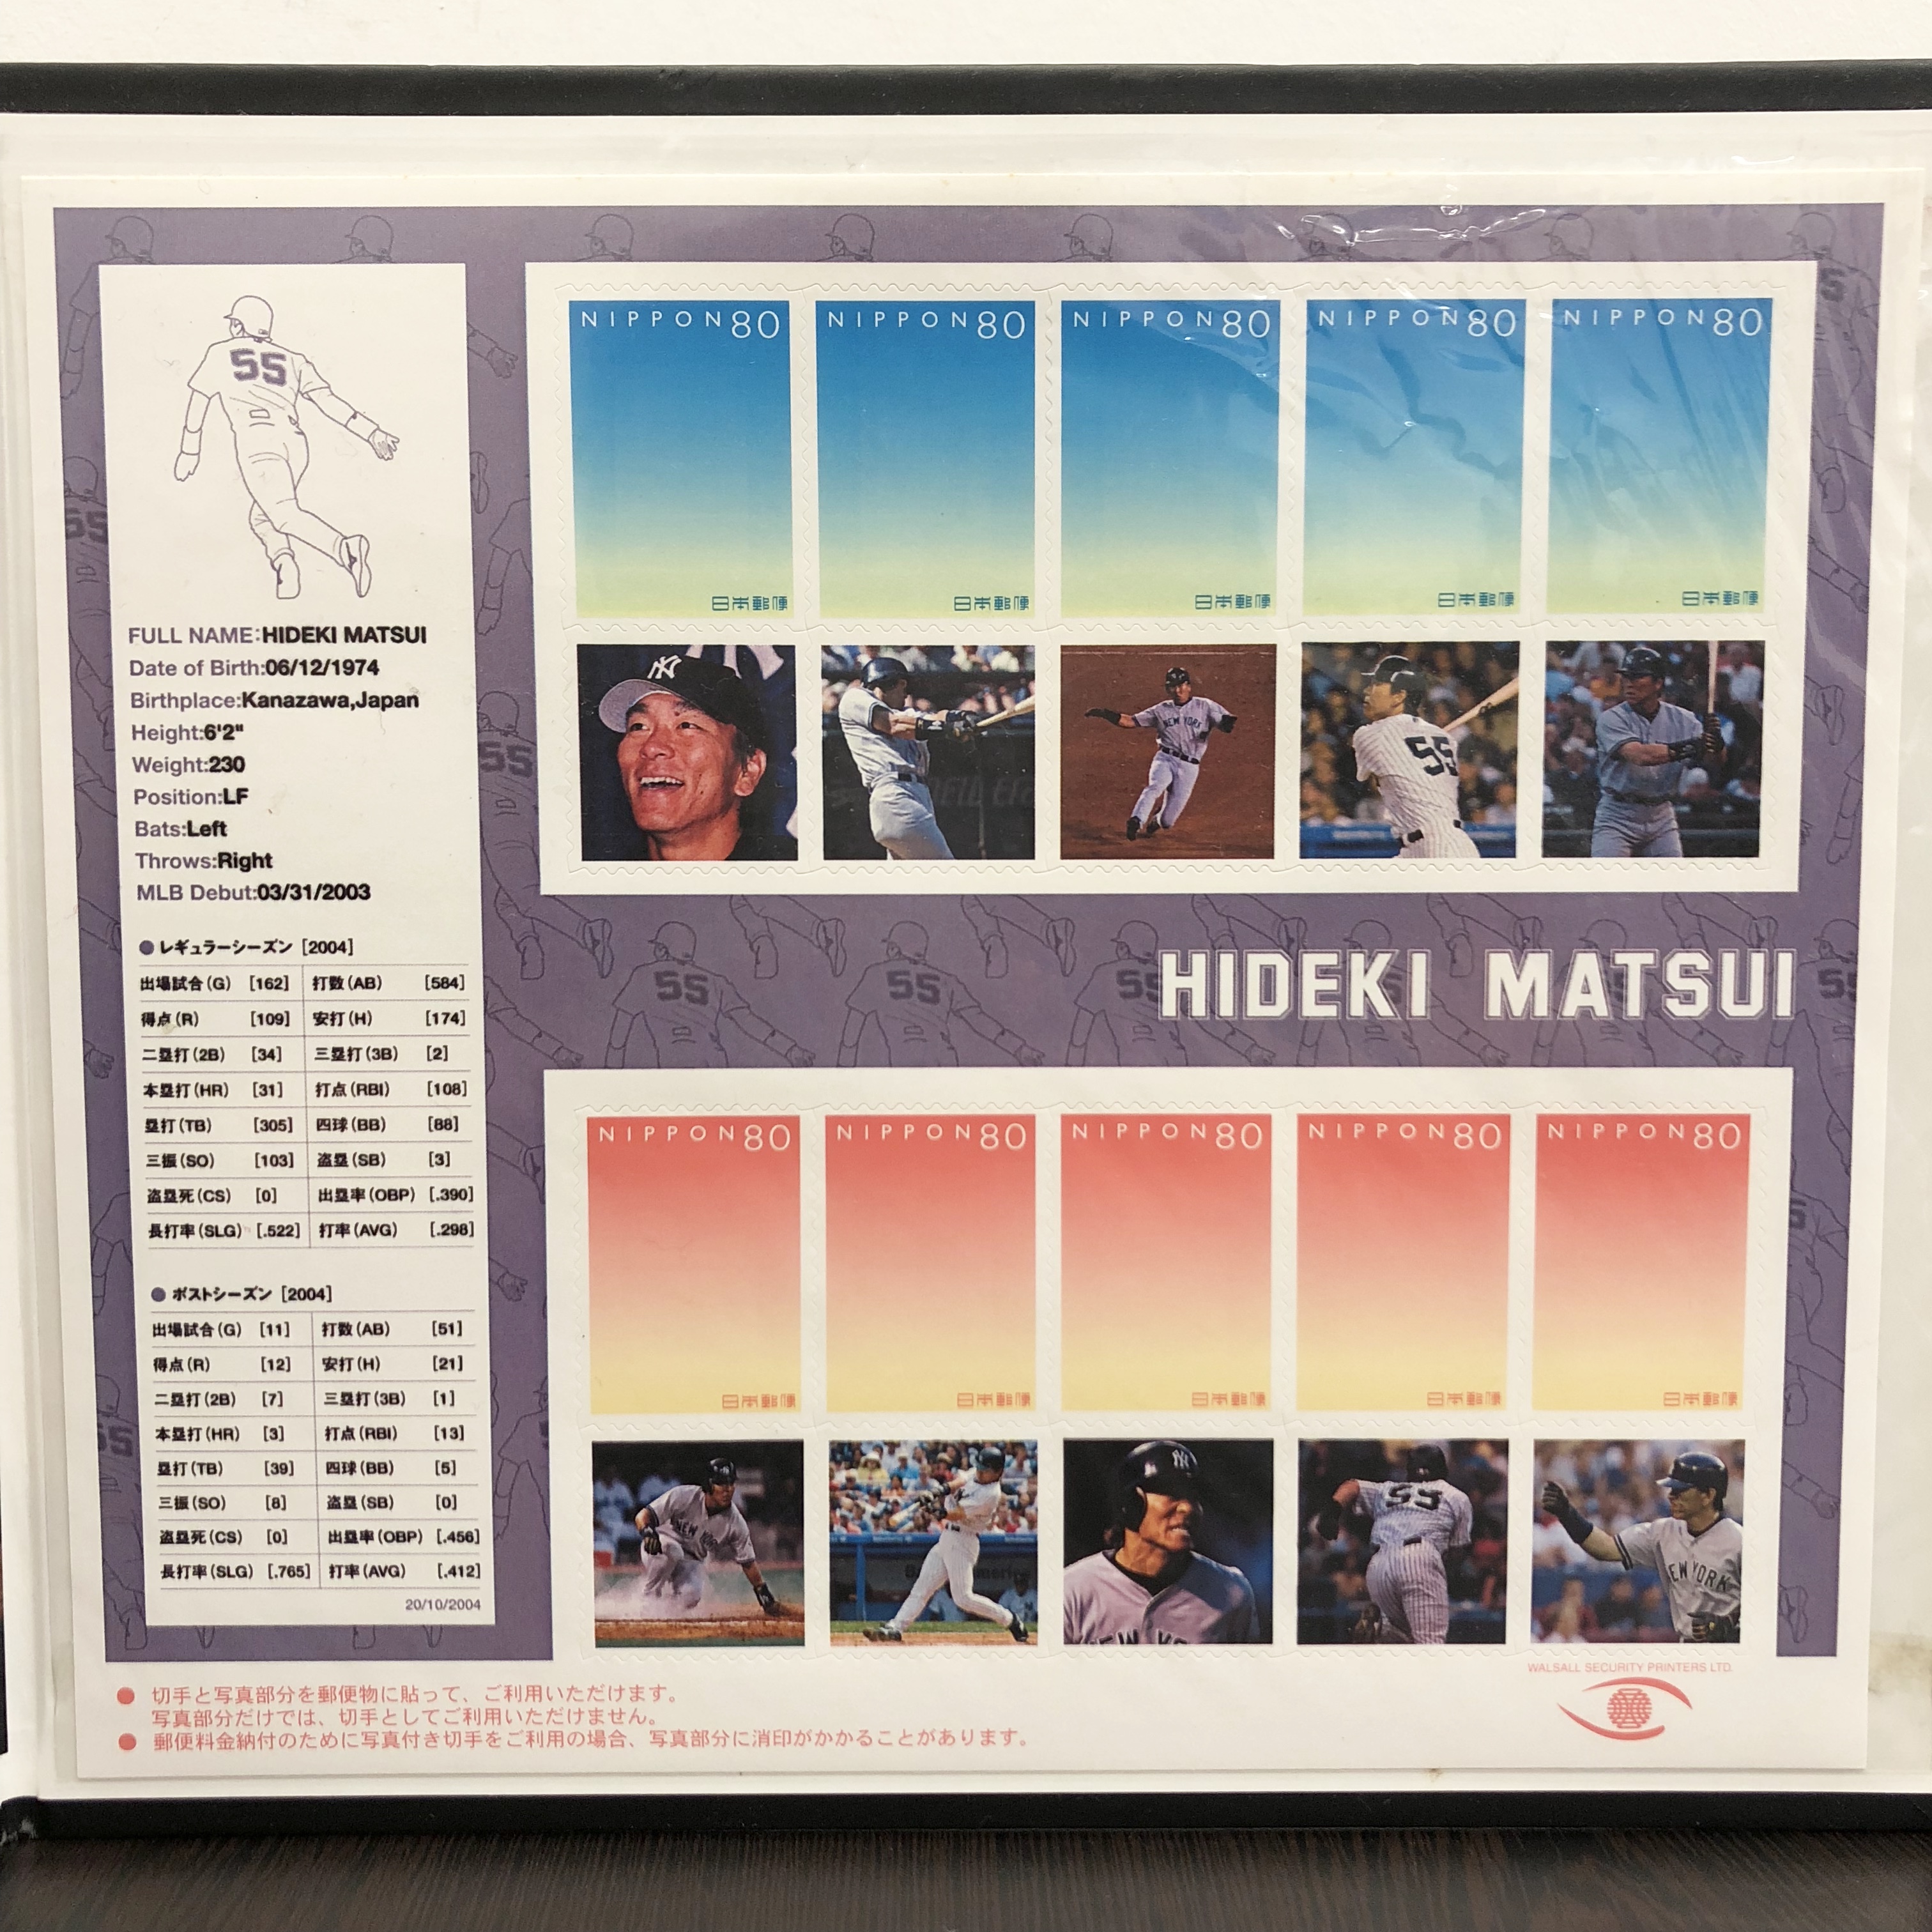 55
FULL NAME:HIDEKI MATSUI
Date of Birth:06/12/1974
Birthplace:Kanazawa,Japan
Height:6'2"
Weight:230
Position:LF
Bats:Left
Throws:Right
MLB Debut:03/31/2003
●レギュラーシーズン [2004]
出場試合(G) [162] 打数(AB) [584]
得点(R) [109] 安打(H) [174]
二塁打(2B) [34] 三塁打(3B) [2]
本塁打(HR) [31] 打点(RBI) [108]
塁打(TB) [305] 四球(BB) [88]
三振(SO) [103] 盗塁(SB) [3]
盗塁死(CS) [0] 出塁率(OBP) [.390]
長打率(SLG) [.522] 打率(AVG) [.298]
●ポストシーズン [2004]
出場試合(G) [11] 打数(AB) [51]
得点(R) [12] 安打(H) [21]
二塁打(2B) [7] 三塁打(3B) [1]
本塁打(HR) [3] 打点(RBI) [13]
塁打(TB) [39] 四球(BB) [5]
三振(SO) [8] 盗塁(SB) [0]
盗塁死(CS) [0] 出塁率(OBP) [.456]
長打率(SLG) [.765] 打率(AVG) [.412]
20/10/2004
NIPPON80 NIPPON80 NIPPON80 NIPPON80 NIPPON80
日本郵便 日本郵便 日本郵便 日本郵便 日本郵便
NY
NEW YORK
55
HIDEKI MATSUI
NIPPON80 NIPPON80 NIPPON80 NIPPON80 NIPPON80
日本郵便 日本郵便 日本郵便 日本郵便 日本郵便
NEW YORK
NY
55
EW YORK
WALSALL SECURITY PRINTERS LTD.
●切手と写真部分を郵便物に貼って、ご利用いただけます。
写真部分だけでは、切手としてご利用いただけません。
●郵便料金納付のために写真付き切手をご利用の場合、写真部分に消印がかかることがあります。